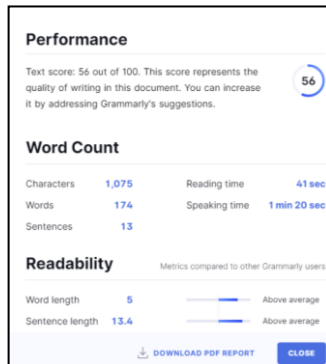 Performance
Text score: 56 out of 100. This score represents the
quality of writing in this document. You can increase
it by addressing Grammarly's suggestions.
56
Word Count
Characters 1,075 Reading time 41 sec
Words 174 Speaking time 1 min 20 sec
Sentences 13
Readability Metrics compared to other Grammarly users
Word length 5 Above average
Sentence length 13.4 Above average
DOWNLOAD PDF REPORT CLOSE